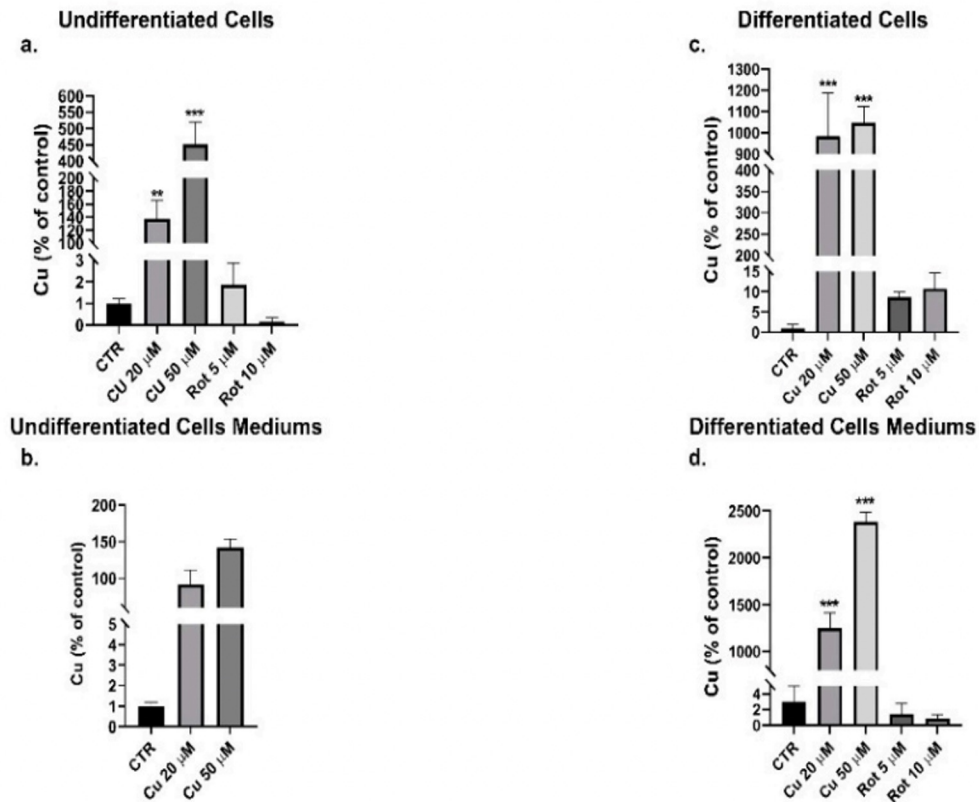 Undifferentiated Cells
a.
Cu (% of control)
600
550
500
450
400
200
180
160
140
120
100
3
2
1
0
**
***
CTR
CU 20 µM
CU 50 µM
Rot 5 µM
Rot 10 µM
Differentiated Cells
c.
Cu (% of control)
1300
1200
1100
1000
900
400
350
300
250
200
15
10
5
0
***
***
CTR
Cu 20 µM
Cu 50 µM
Rot 5 µM
Rot 10 µM
Undifferentiated Cells Mediums
b.
Cu (% of control)
200
150
100
5
4
3
2
1
0
CTR
Cu 20 µM
Cu 50 µM
Differentiated Cells Mediums
d.
Cu (% of control)
2500
2000
1500
1000
4
2
0
***
***
CTR
Cu 20 µM
Cu 50 µM
Rot 5 µM
Rot 10 µM